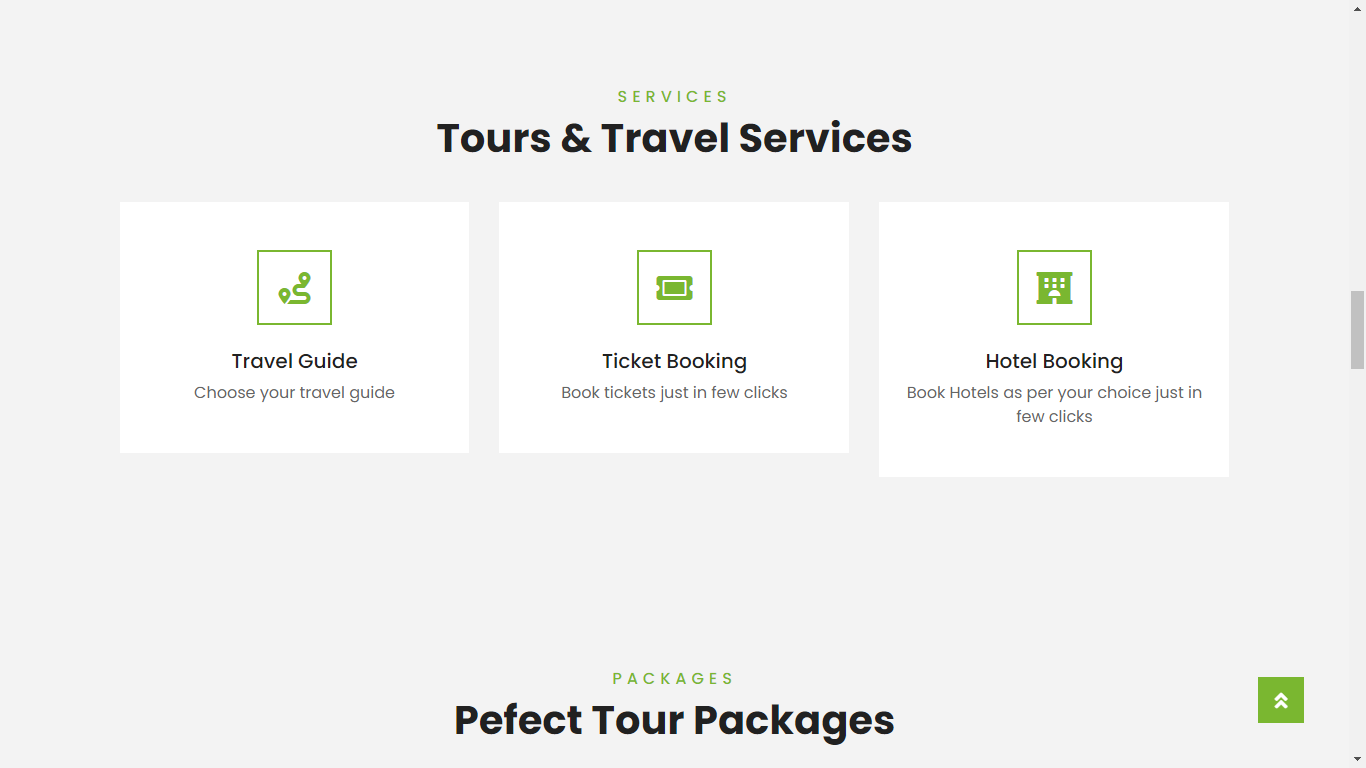 SERVICES
Tours & Travel Services
Travel Guide
Choose your travel guide
Ticket Booking
Book tickets just in few clicks
Hotel Booking
Book Hotels as per your choice just in
few clicks
PACKAGES
Pefect Tour Packages